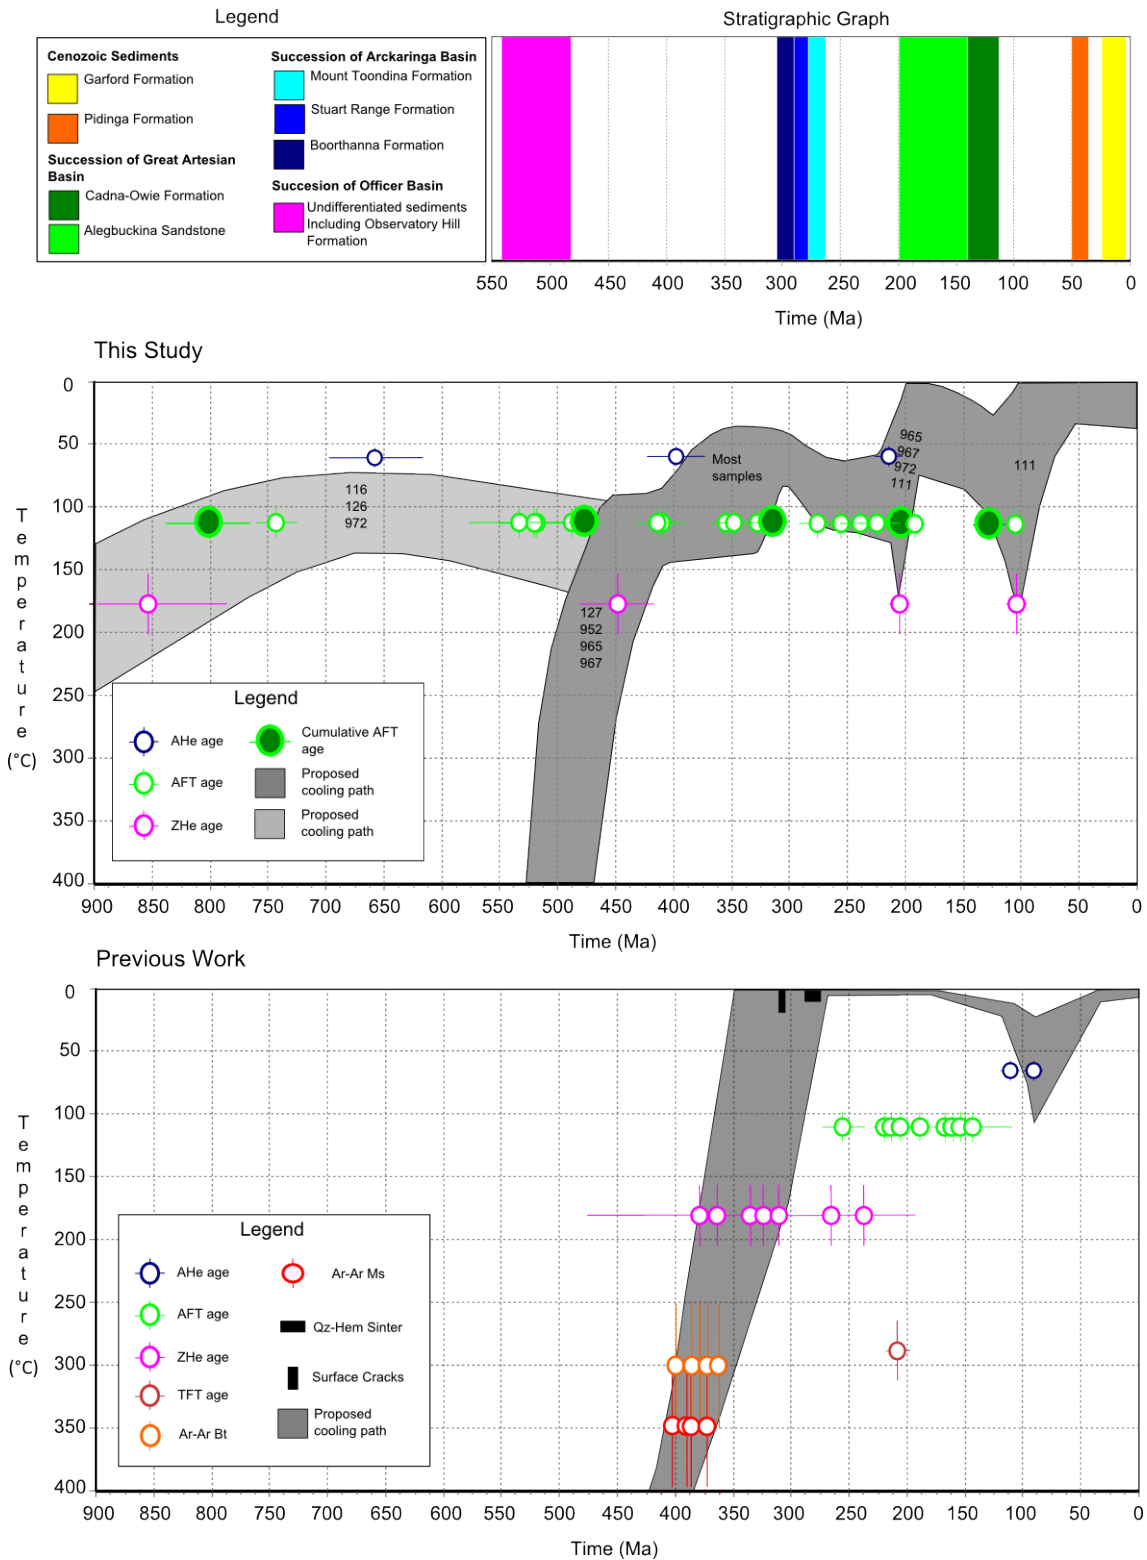 Legend
Stratigraphic Graph
Cenozoic Sediments
Garford Formation
Pidinga Formation
Succession of Great Artesian
Basin
Cadna-Owie Formation
Alegbuckina Sandstone
Succession of Arckaringa Basin
Mount Toondina Formation
Stuart Range Formation
Boorthanna Formation
Succesion of Officer Basin
Undifferentiated sediments
Including Observatory Hill
Formation
550 500 450 400 350 300 250 200 150 100 50 0
Time (Ma)
This Study
Temperature
(°C)
0
50
100
150
200
250
300
350
400
116
126
972
Most
samples
965
967
972
111
111
127
952
965
967
Legend
AHe age
AFT age
ZHe age
Cumulative AFT
age
Proposed
cooling path
Proposed
cooling path
900 850 800 750 700 650 600 550 500 450 400 350 300 250 200 150 100 50 0
Time (Ma)
Previous Work
Temperature
(°C)
0
50
100
150
200
250
300
350
400
Legend
AHe age
AFT age
ZHe age
TFT age
Ar-Ar Bt
Ar-Ar Ms
Qz-Hem Sinter
Surface Cracks
Proposed
cooling path
900 850 800 750 700 650 600 550 500 450 400 350 300 250 200 150 100 50 0
Time (Ma)